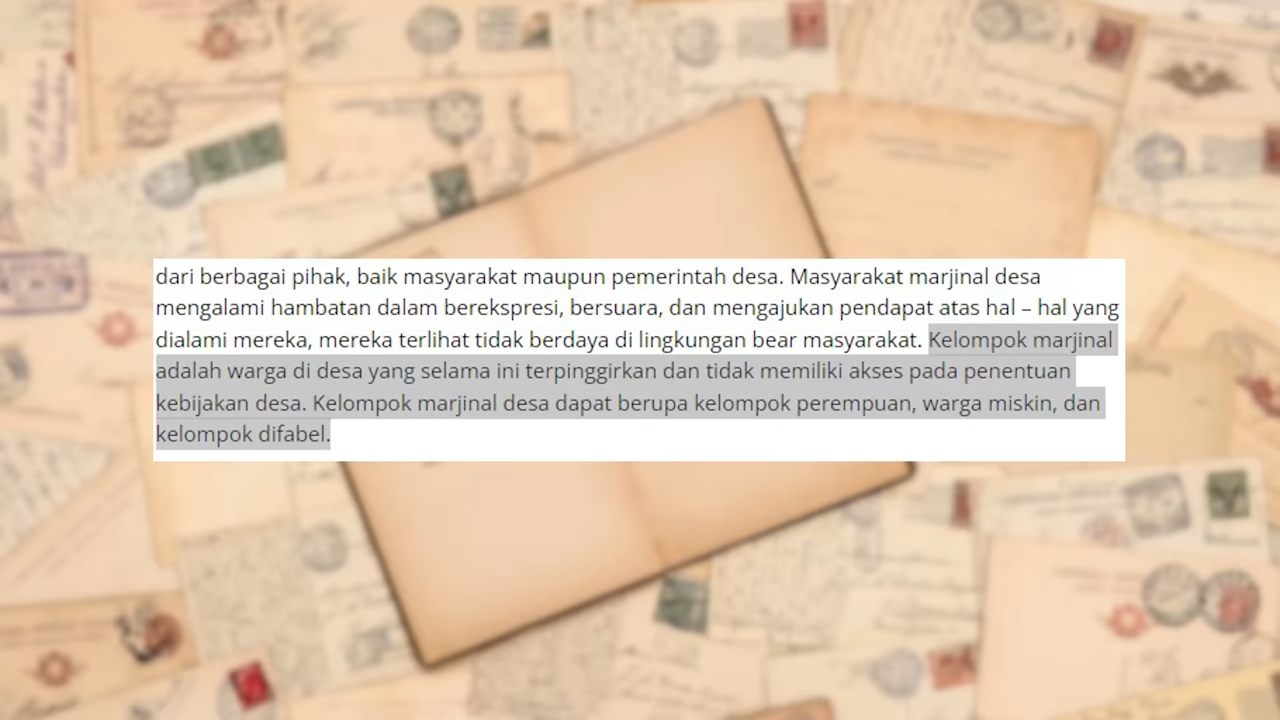 dari berbagai pihak, baik masyarakat maupun pemerintah desa. Masyarakat marjinal desa
mengalami hambatan dalam berekspresi, bersuara, dan mengajukan pendapat atas hal – hal yang
dialami mereka, mereka terlihat tidak berdaya di lingkungan bear masyarakat. Kelompok marjinal
adalah warga di desa yang selama ini terpinggirkan dan tidak memiliki akses pada penentuan
kebijakan desa. Kelompok marjinal desa dapat berupa kelompok perempuan, warga miskin, dan
kelompok difabel.